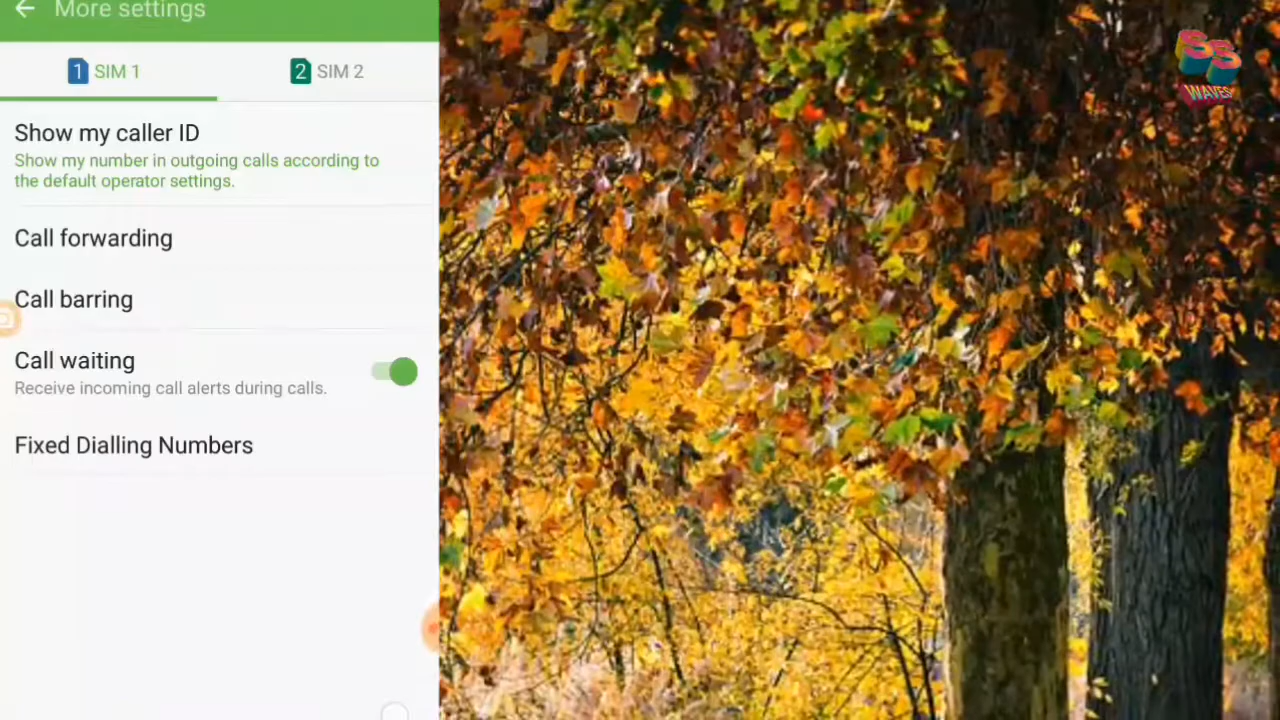 More settings
1 SIM 1
2 SIM 2
Show my caller ID
Show my number in outgoing calls according to
the default operator settings.
Call forwarding
Call barring
Call waiting
Receive incoming call alerts during calls.
Fixed Dialling Numbers
SS
WAVES